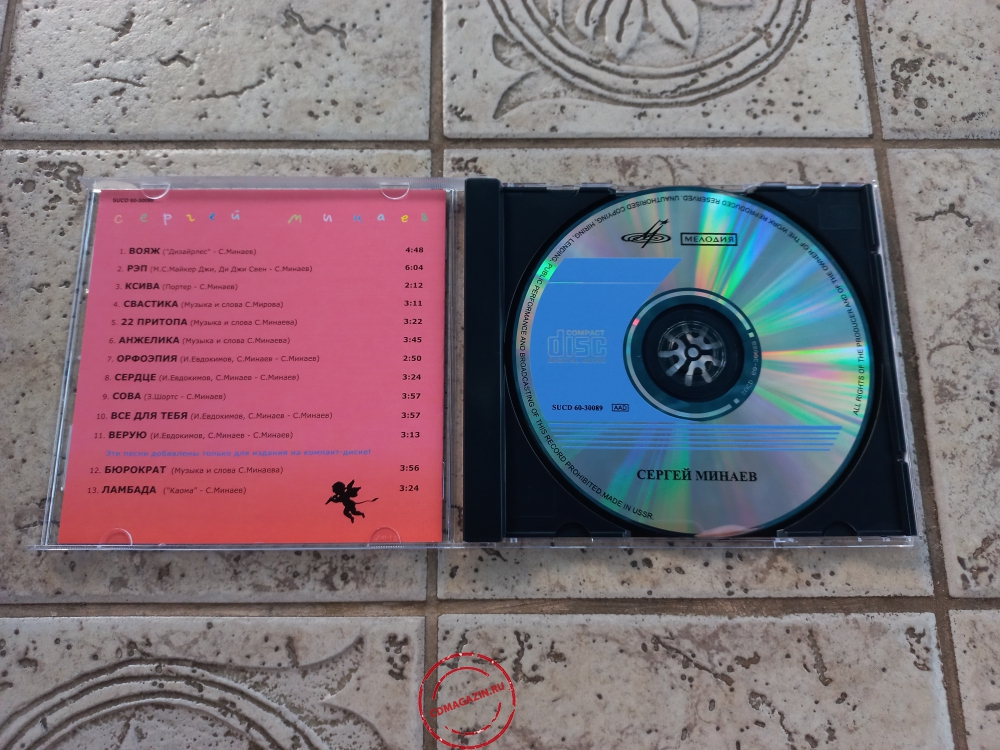 SUCD 60-30089
сергей минаев
1. ВОЯЖ ("Дизайрлес" - С.Минаев) 4:48
2. РЭП (М.С.Майкер Джи, Ди Джи Свен - С.Минаев) 6:04
3. КСИВА (Портер - С.Минаев) 2:12
4. СВАСТИКА (Музыка и слова С.Мирова) 3:11
5. 22 ПРИТОПА (Музыка и слова С.Минаева) 3:22
6. АНЖЕЛИКА (Музыка и слова С.Минаева) 3:45
7. ОРФОЭПИЯ (И.Евдокимов, С.Минаев - С.Минаев) 2:50
8. СЕРДЦЕ (И.Евдокимов, С.Минаев - С.Минаев) 3:24
9. СОВА (З.Шортс - С.Минаев) 3:57
10. ВСЕ ДЛЯ ТЕБЯ (И.Евдокимов, С.Минаев - С.Минаев) 3:57
11. ВЕРУЮ (И.Евдокимов, С.Минаев - С.Минаев) 3:13
Эти песни добавлены только для издания на компакт-диске!
12. БЮРОКРАТ (Музыка и слова С.Минаева) 3:56
13. ЛАМБАДА ("Каома" - С.Минаев) 3:24
МЕЛОДИЯ
COMPACT
disc
SUCD 60-30089 AAD
СЕРГЕЙ МИНАЕВ
ALL RIGHTS OF THE PRODUCER AND OF THE OWNER OF THE WORK REPRODUCED RESERVED. UNAUTHORISED COPYING, HIRING, LENDING, PUBLIC PERFORMANCE AND BROADCASTING OF THIS RECORD PROHIBITED. MADE IN USSR.
CDMAGAZIN.RU